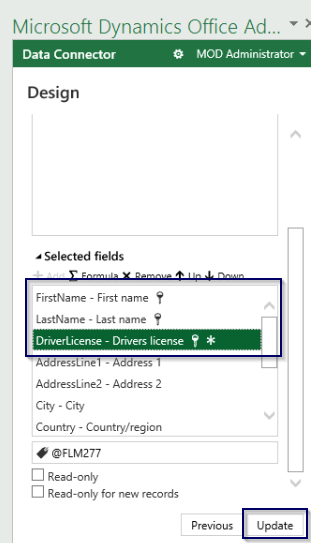 Microsoft Dynamics Office Ad...
Data Connector MOD Administrator
Design
Selected fields
Add Formula Remove Up Down
FirstName - First name
LastName - Last name
DriverLicense - Drivers license
AddressLine1 - Address 1
AddressLine2 - Address 2
City - City
Country - Country/region
@FLM277
Read-only
Read-only for new records
Previous Update